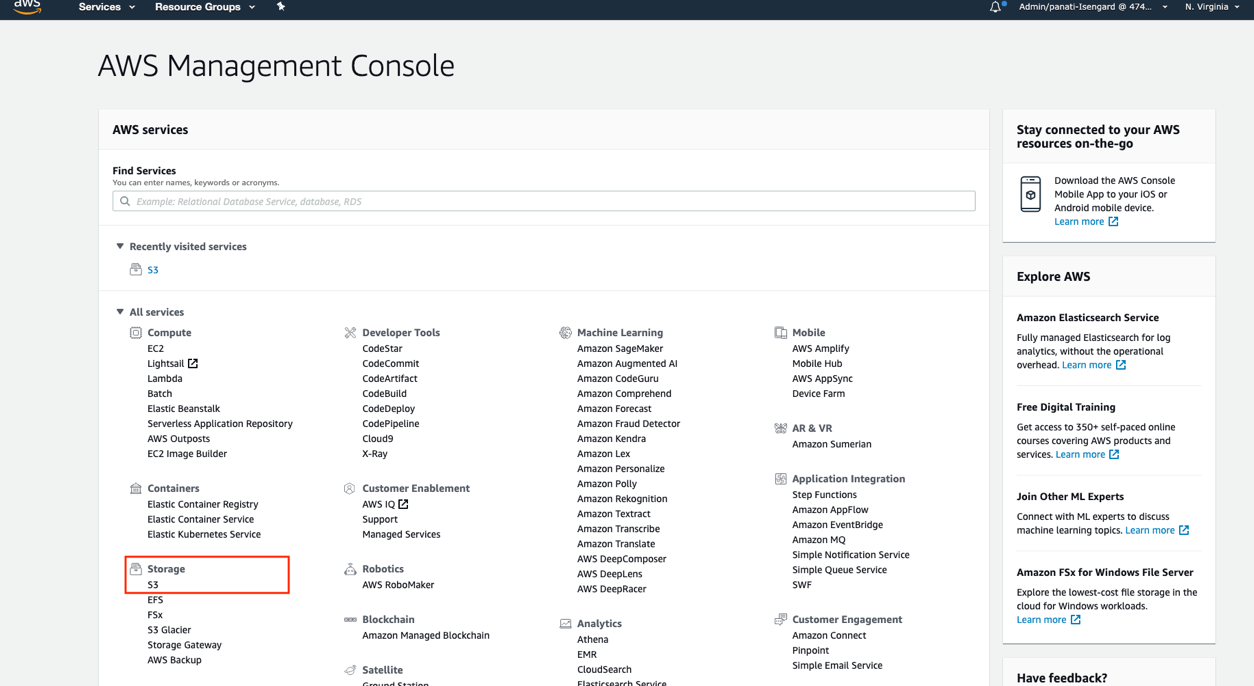 aws
Services
Resource Groups
Admin/panati-Isengard @ 474...
N. Virginia
AWS Management Console
AWS services
Find Services
You can enter names, keywords or acronyms.
Example: Relational Database Service, database, RDS
Recently visited services
S3
All services
Compute
EC2
Lightsail
Lambda
Batch
Elastic Beanstalk
Serverless Application Repository
AWS Outposts
EC2 Image Builder
Containers
Elastic Container Registry
Elastic Container Service
Elastic Kubernetes Service
Storage
S3
EFS
FSx
S3 Glacier
Storage Gateway
AWS Backup
Developer Tools
CodeStar
CodeCommit
CodeArtifact
CodeBuild
CodeDeploy
CodePipeline
Cloud9
X-Ray
Customer Enablement
AWS IQ
Support
Managed Services
Robotics
AWS RoboMaker
Blockchain
Amazon Managed Blockchain
Satellite
Ground Station
Machine Learning
Amazon SageMaker
Amazon Augmented AI
Amazon CodeGuru
Amazon Comprehend
Amazon Forecast
Amazon Fraud Detector
Amazon Kendra
Amazon Lex
Amazon Personalize
Amazon Polly
Amazon Rekognition
Amazon Textract
Amazon Transcribe
Amazon Translate
AWS DeepComposer
AWS DeepLens
AWS DeepRacer
Analytics
Athena
EMR
CloudSearch
Elasticsearch Service
Mobile
AWS Amplify
Mobile Hub
AWS AppSync
Device Farm
AR & VR
Amazon Sumerian
Application Integration
Step Functions
Amazon AppFlow
Amazon EventBridge
Amazon MQ
Simple Notification Service
Simple Queue Service
SWF
Customer Engagement
Amazon Connect
Pinpoint
Simple Email Service
Stay connected to your AWS
resources on-the-go
Download the AWS Console
Mobile App to your iOS or
Android mobile device.
Learn more
Explore AWS
Amazon Elasticsearch Service
Fully managed Elasticsearch for log
analytics, without the operational
overhead. Learn more
Free Digital Training
Get access to 350+ self-paced online
courses covering AWS products and
services. Learn more
Join Other ML Experts
Connect with ML experts to discuss
machine learning topics. Learn more
Amazon FSx for Windows File Server
Explore the lowest-cost file storage in the
cloud for Windows workloads.
Learn more
Have feedback?